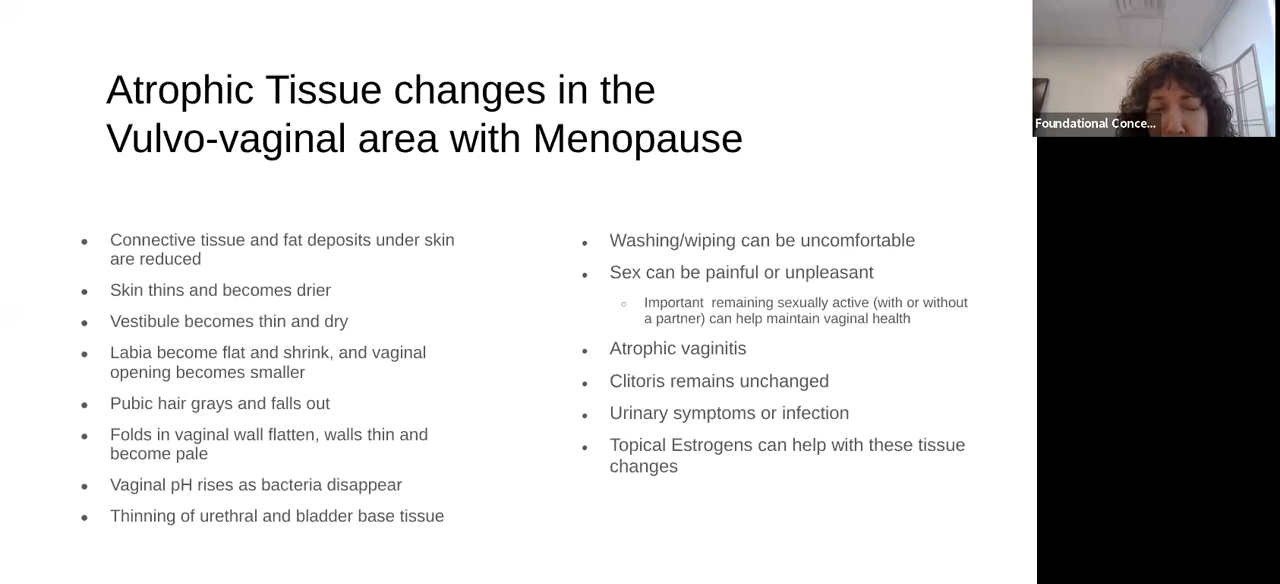 Atrophic Tissue changes in the
Vulvo-vaginal area with Menopause
Connective tissue and fat deposits under skin
are reduced
Skin thins and becomes drier
Vestibule becomes thin and dry
Labia become flat and shrink, and vaginal
opening becomes smaller
Pubic hair grays and falls out
Folds in vaginal wall flatten, walls thin and
become pale
Vaginal pH rises as bacteria disappear
Thinning of urethral and bladder base tissue
Washing/wiping can be uncomfortable
Sex can be painful or unpleasant
Important remaining sexually active (with or without
a partner) can help maintain vaginal health
Atrophic vaginitis
Clitoris remains unchanged
Urinary symptoms or infection
Topical Estrogens can help with these tissue
changes
Foundational Conce...